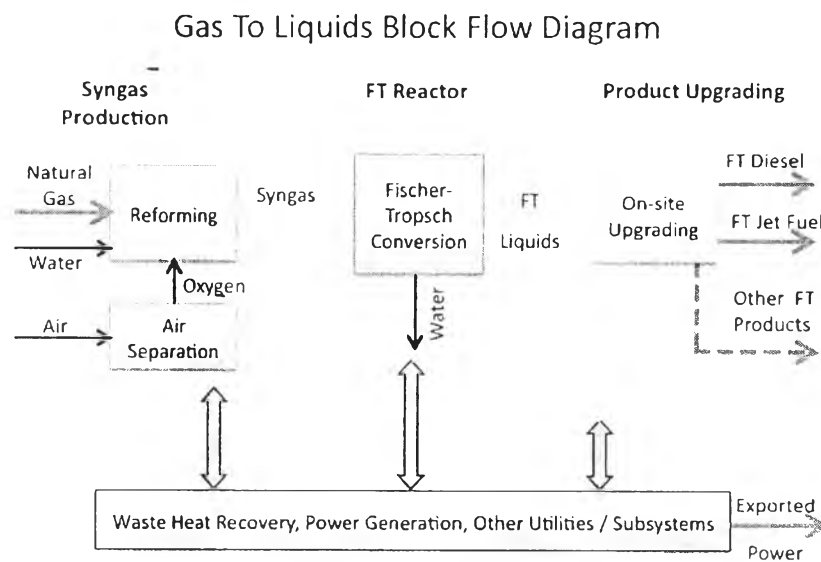 Gas To Liquids Block Flow Diagram
Syngas
Production
FT Reactor
Product Upgrading
Natural
Gas
Reforming
Syngas
Fischer-
Tropsch
Conversion
FT
Liquids
On-site
Upgrading
FT Diesel
FT Jet Fuel
Water
Oxygen
Water
Other FT
Products
Air
Air
Separation
Waste Heat Recovery, Power Generation, Other Utilities / Subsystems
Exported
Power